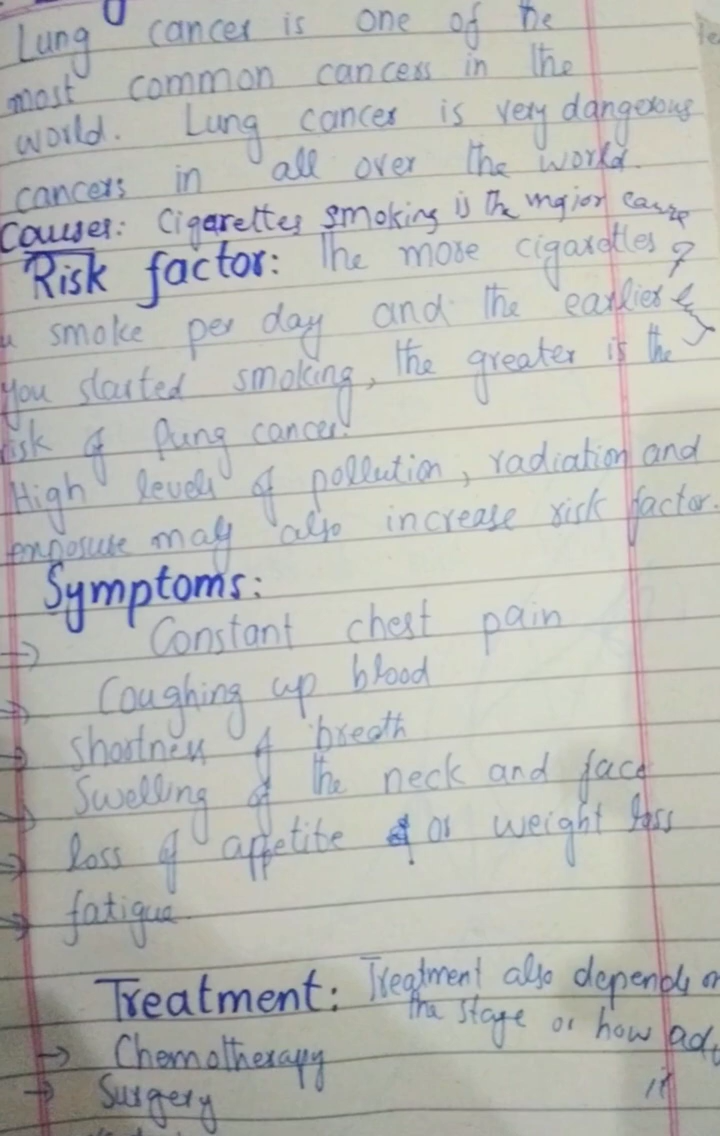 Lung cancer is one of the
most common cancers in the
world. Lung cancer is very dangerous
cancers in all over the world.
Causes: Cigarettes smoking is the major cause
Risk factor: The more cigarettes
smoke per day and the earlier
you started smoking, the greater is the
risk of lung cancer.
High levels of pollution, radiation and
exposure may also increase risk factor.
Symptoms:
→ Constant chest pain
→ Coughing up blood
→ Shortness of breath
→ Swelling of the neck and face
→ loss of appetite or weight loss
→ fatigue
Treatment: Treatment also depends on
the stage or how
→ Chemotherapy
it
→ Surgery